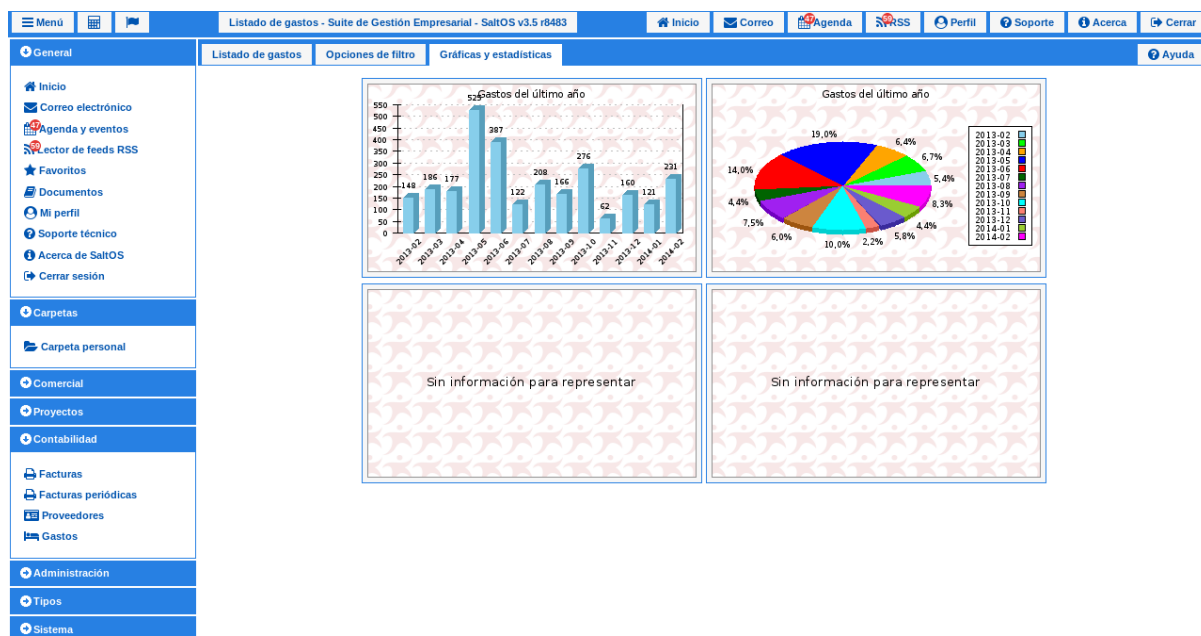 Menú
Listado de gastos - Suite de Gestión Empresarial - SaltOS v3.5 r8483
Inicio
Correo
47
Agenda
59
RSS
Perfil
Soporte
Acerca
Cerrar
General
Inicio
Correo electrónico
47
Agenda y eventos
59
Lector de feeds RSS
Favoritos
Documentos
Mi perfil
Soporte técnico
Acerca de SaltOS
Cerrar sesión
Carpetas
Carpeta personal
Comercial
Proyectos
Contabilidad
Facturas
Facturas periódicas
Proveedores
Gastos
Administración
Tipos
Sistema
Listado de gastos
Opciones de filtro
Gráficas y estadísticas
Ayuda
Gastos del último año
550
500
450
400
350
300
250
200
150
100
50
0
148
186
177
529
387
122
208
166
276
62
160
121
231
2013-02
2013-03
2013-04
2013-05
2013-06
2013-07
2013-08
2013-09
2013-10
2013-11
2013-12
2014-01
2014-02
Gastos del último año
19,0%
6,4%
6,7%
5,4%
8,3%
4,4%
5,8%
2,2%
10,0%
6,0%
7,5%
4,4%
14,0%
2013-02
2013-03
2013-04
2013-05
2013-06
2013-07
2013-08
2013-09
2013-10
2013-11
2013-12
2014-01
2014-02
Sin información para representar
Sin información para representar